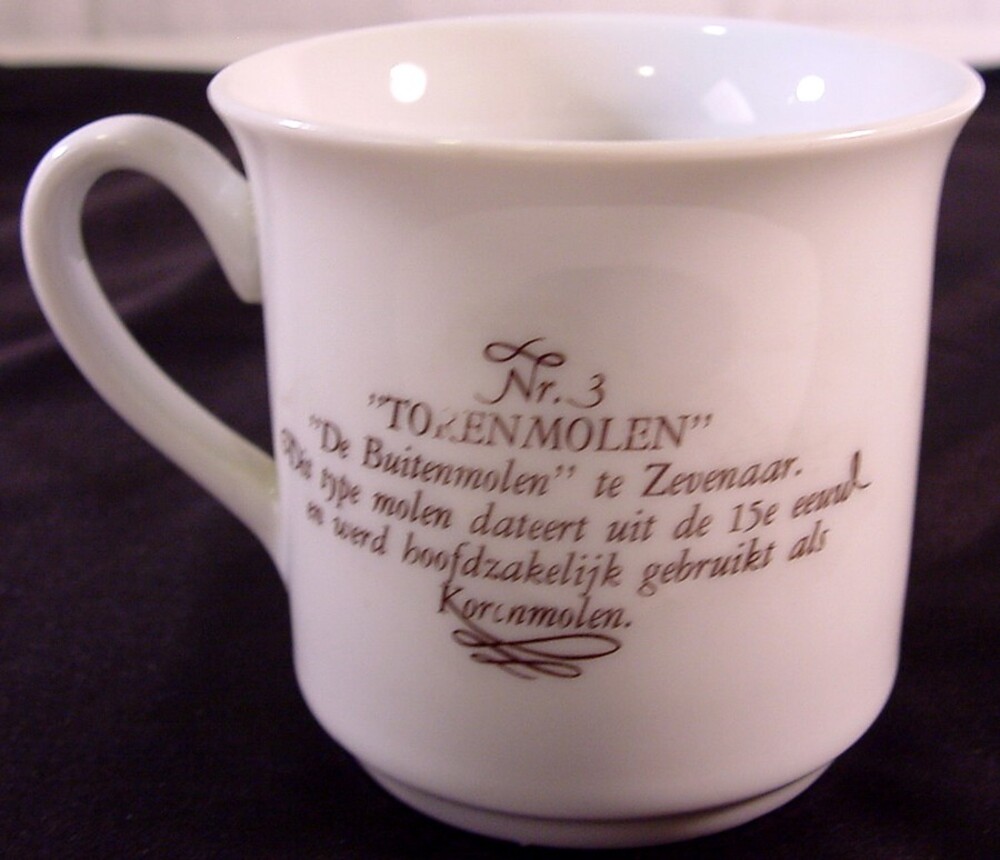 Nr. 3
"TORENMOLEN"
"De Buitenmolen" te Zevenaar.
Dit type molen dateert uit de 15e eeuw
en werd hoofdzakelijk gebruikt als
Korenmolen.